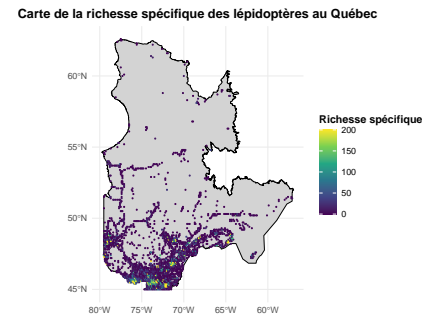 Carte de la richesse spécifique des lépidoptères au Québec
60°N
55°N
50°N
45°N
80°W 75°W 70°W 65°W 60°W
Richesse spécifique
200
150
100
50
0